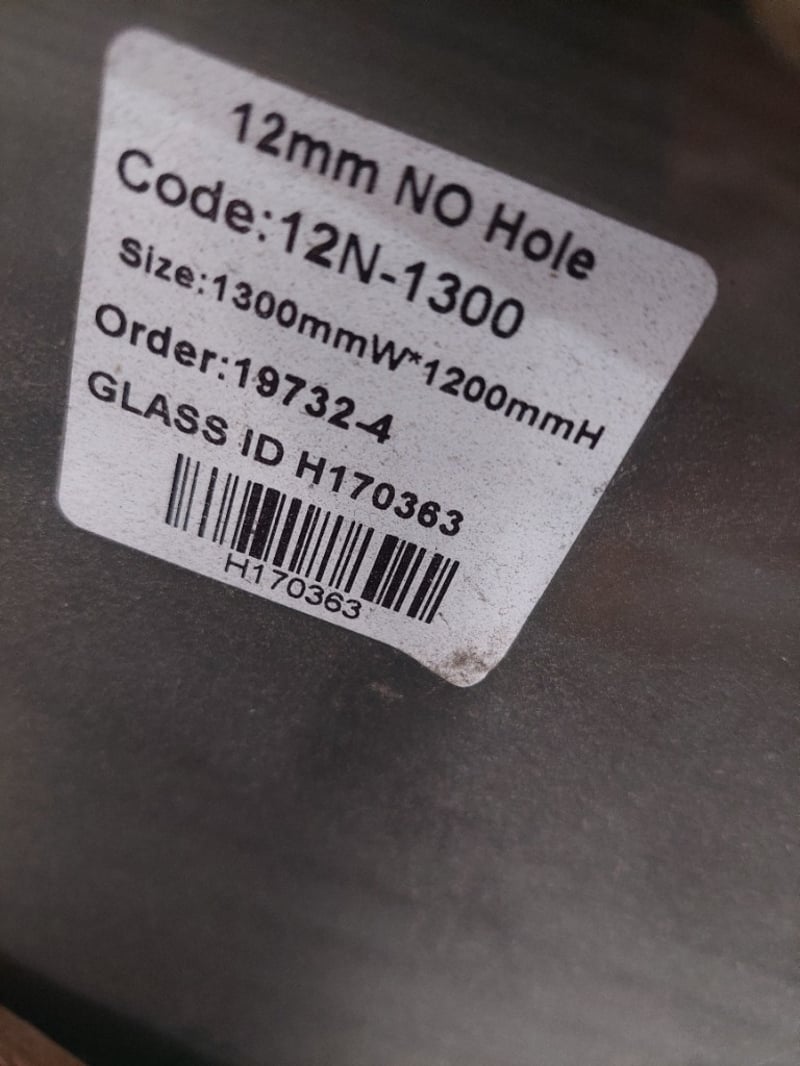 12mm NO Hole
Code:12N-1300
Size:1300mmW*1200mmH
Order:19732-4
GLASS ID H170363
H170363